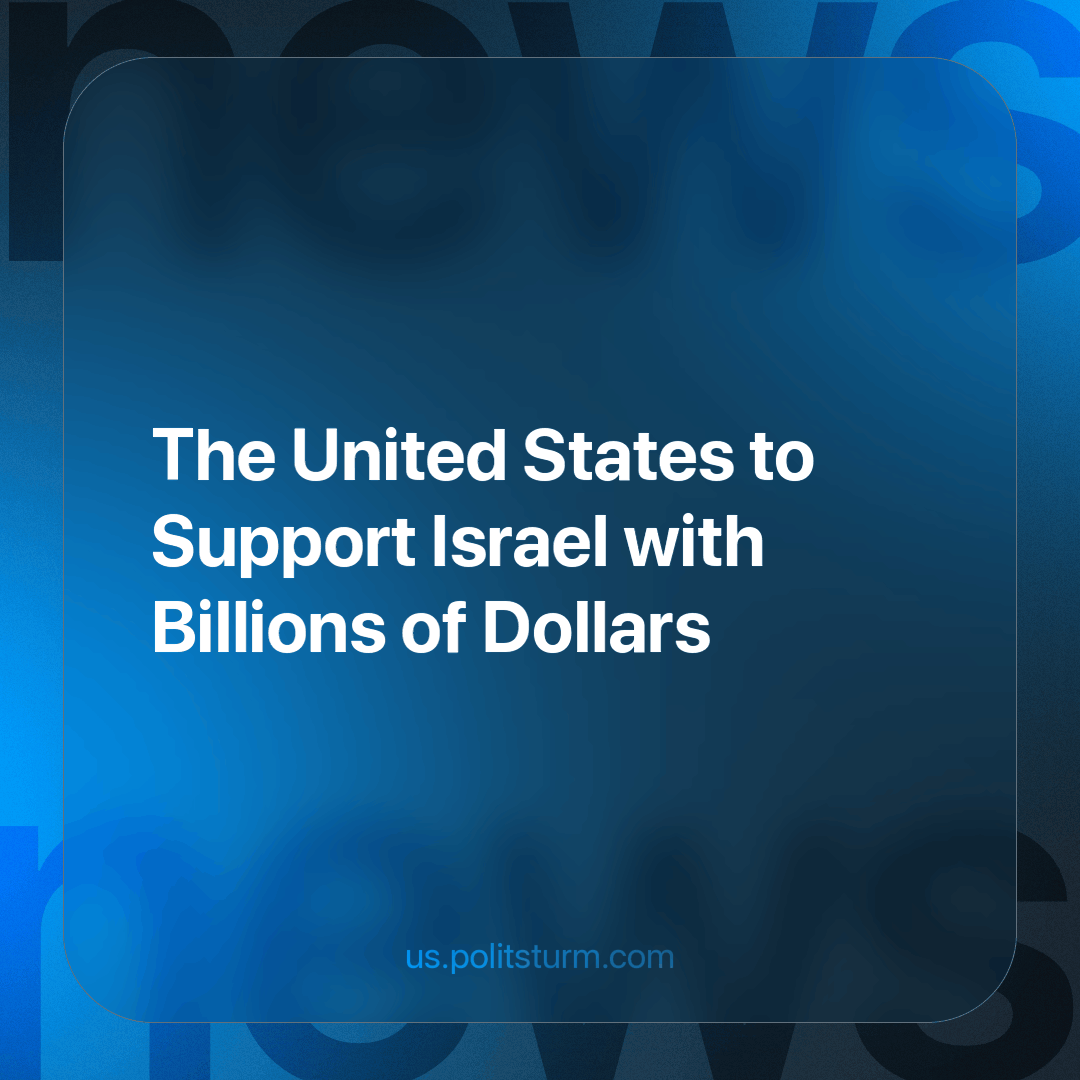 news
The United States to
Support Israel with
Billions of Dollars
us.politsturm.com
news